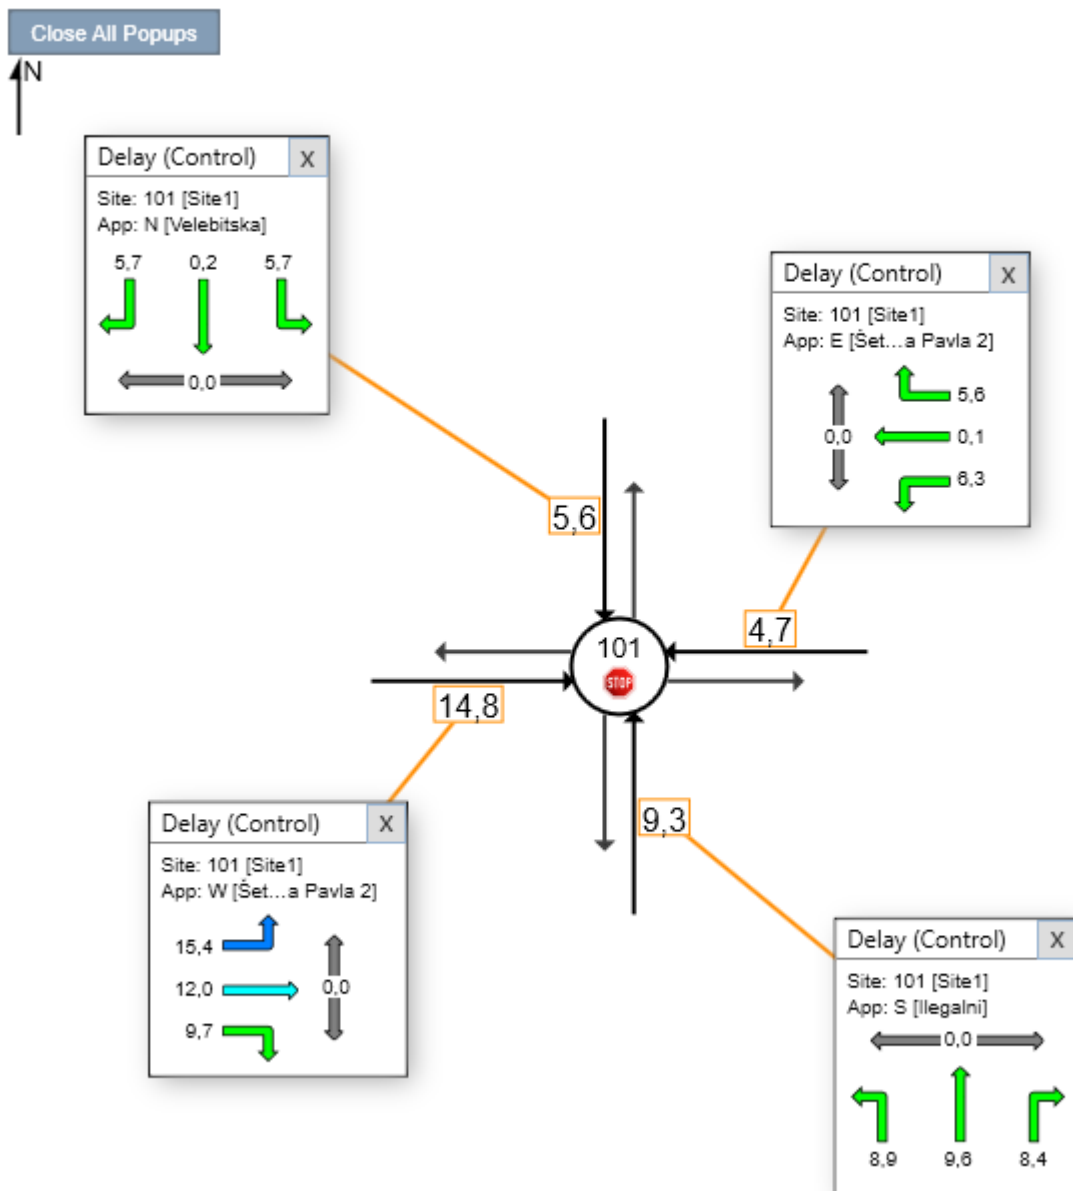 Close All Popups
N
Delay (Control) X
Site: 101 [Site1]
App: N [Velebitska]
5,7 0,2 5,7
0,0
Delay (Control) X
Site: 101 [Site1]
App: E [Šet...a Pavla 2]
5,6
0,0 0,1
6,3
5,6
4,7
101
STOP
14,8
9,3
Delay (Control) X
Site: 101 [Site1]
App: W [Šet...a Pavla 2]
15,4
12,0 0,0
9,7
Delay (Control) X
Site: 101 [Site1]
App: S [Ilegalni]
0,0
8,9 9,6 8,4